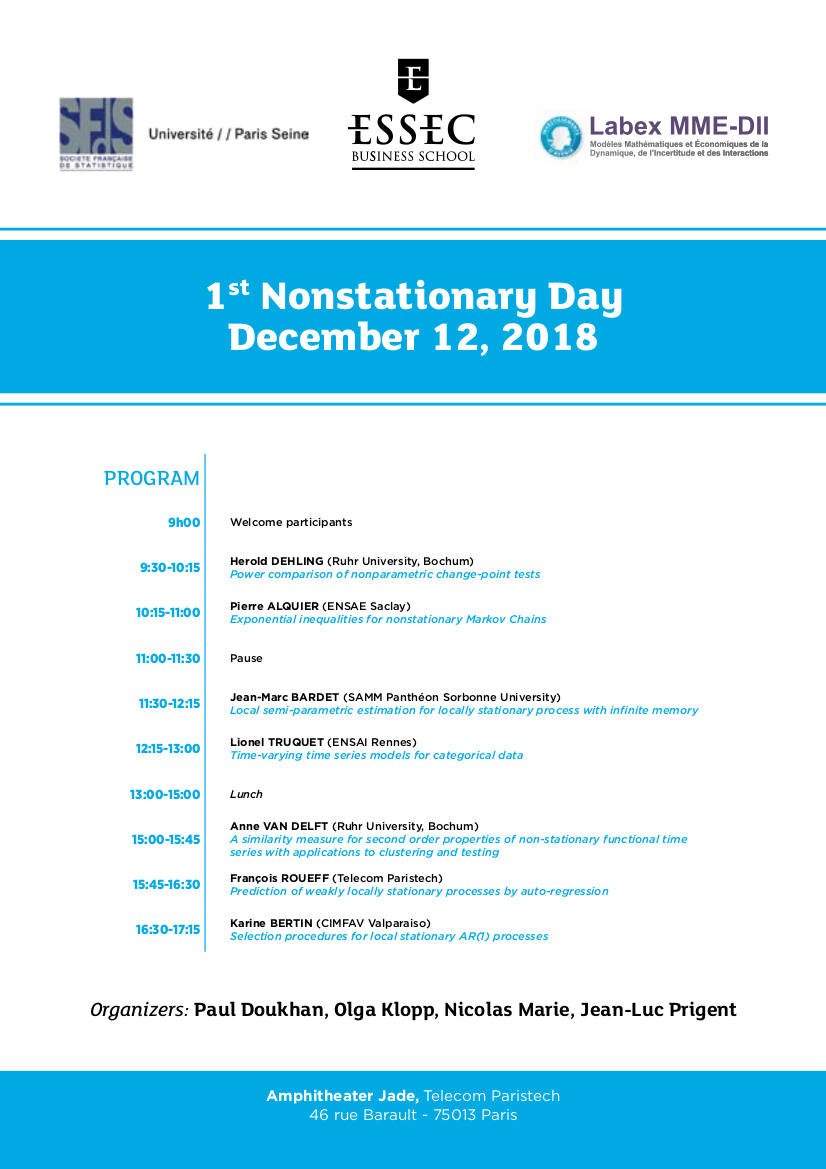 SFdS
SOCIÉTÉ FRANÇAISE
DE STATISTIQUE
Université / / Paris Seine
E
ESSEC
BUSINESS SCHOOL
Labex MME-DII
Modèles Mathématiques et Économiques de la
Dynamique, de l'Incertitude et des Interactions
1st Nonstationary Day
December 12, 2018
PROGRAM
9h00 Welcome participants
9:30-10:15 Herold DEHLING (Ruhr University, Bochum)
Power comparison of nonparametric change-point tests
10:15-11:00 Pierre ALQUIER (ENSAE Saclay)
Exponential inequalities for nonstationary Markov Chains
11:00-11:30 Pause
11:30-12:15 Jean-Marc BARDET (SAMM Panthéon Sorbonne University)
Local semi-parametric estimation for locally stationary process with infinite memory
12:15-13:00 Lionel TRUQUET (ENSAI Rennes)
Time-varying time series models for categorical data
13:00-15:00 Lunch
15:00-15:45 Anne VAN DELFT (Ruhr University, Bochum)
A similarity measure for second order properties of non-stationary functional time
series with applications to clustering and testing
15:45-16:30 François ROUEFF (Telecom Paristech)
Prediction of weakly locally stationary processes by auto-regression
16:30-17:15 Karine BERTIN (CIMFAV Valparaiso)
Selection procedures for local stationary AR(1) processes
Organizers: Paul Doukhan, Olga Klopp, Nicolas Marie, Jean-Luc Prigent
Amphitheater Jade, Telecom Paristech
46 rue Barault - 75013 Paris